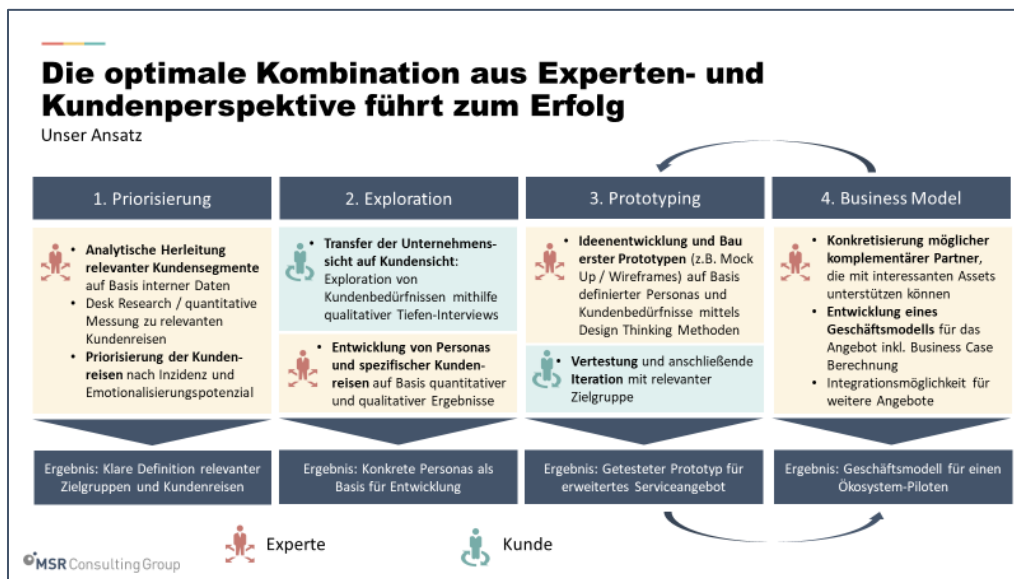 Die optimale Kombination aus Experten- und
Kundenperspektive führt zum Erfolg
Unser Ansatz
1. Priorisierung
• Analytische Herleitung
relevanter Kundensegmente
auf Basis interner Daten
• Desk Research / quantitative
Messung zu relevanten
Kundenreisen
• Priorisierung der Kunden-
reisen nach Inzidenz und
Emotionalisierungspotenzial
Ergebnis: Klare Definition relevanter
Zielgruppen und Kundenreisen
2. Exploration
• Transfer der Unternehmens-
sicht auf Kundensicht:
Exploration von
Kundenbedürfnissen mithilfe
qualitativer Tiefen-Interviews
• Entwicklung von Personas
und spezifischer Kunden-
reisen auf Basis quantitativer
und qualitativer Ergebnisse
Ergebnis: Konkrete Personas als
Basis für Entwicklung
3. Prototyping
• Ideenentwicklung und Bau
erster Prototypen (z.B. Mock
Up / Wireframes) auf Basis
definierter Personas und
Kundenbedürfnisse mittels
Design Thinking Methoden
• Vertestung und anschließende
Iteration mit relevanter
Zielgruppe
Ergebnis: Getesteter Prototyp für
erweitertes Serviceangebot
4. Business Model
• Konkretisierung möglicher
komplementärer Partner,
die mit interessanten Assets
unterstützen können
• Entwicklung eines
Geschäftsmodells für das
Angebot inkl. Business Case
Berechnung
• Integrationsmöglichkeit für
weitere Angebote
Ergebnis: Geschäftsmodell für einen
Ökosystem-Piloten
Experte
Kunde
MSR Consulting Group